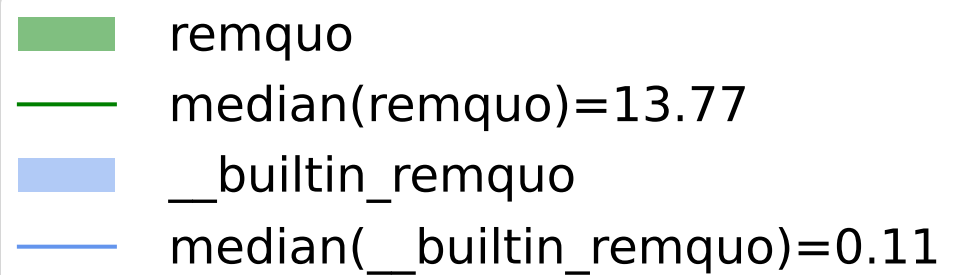 remquo
median(remquo)=13.77
__builtin_remquo
median(__builtin_remquo)=0.11